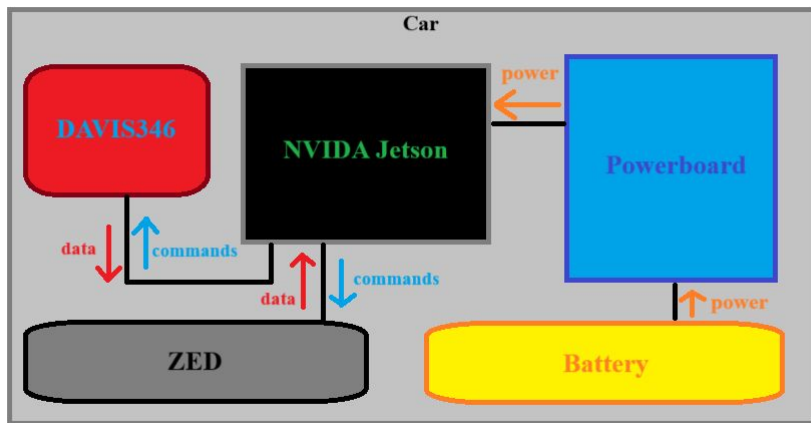 Car
DAVIS346
NVIDA Jetson
power
Powerboard
data
commands
data
commands
power
ZED
Battery